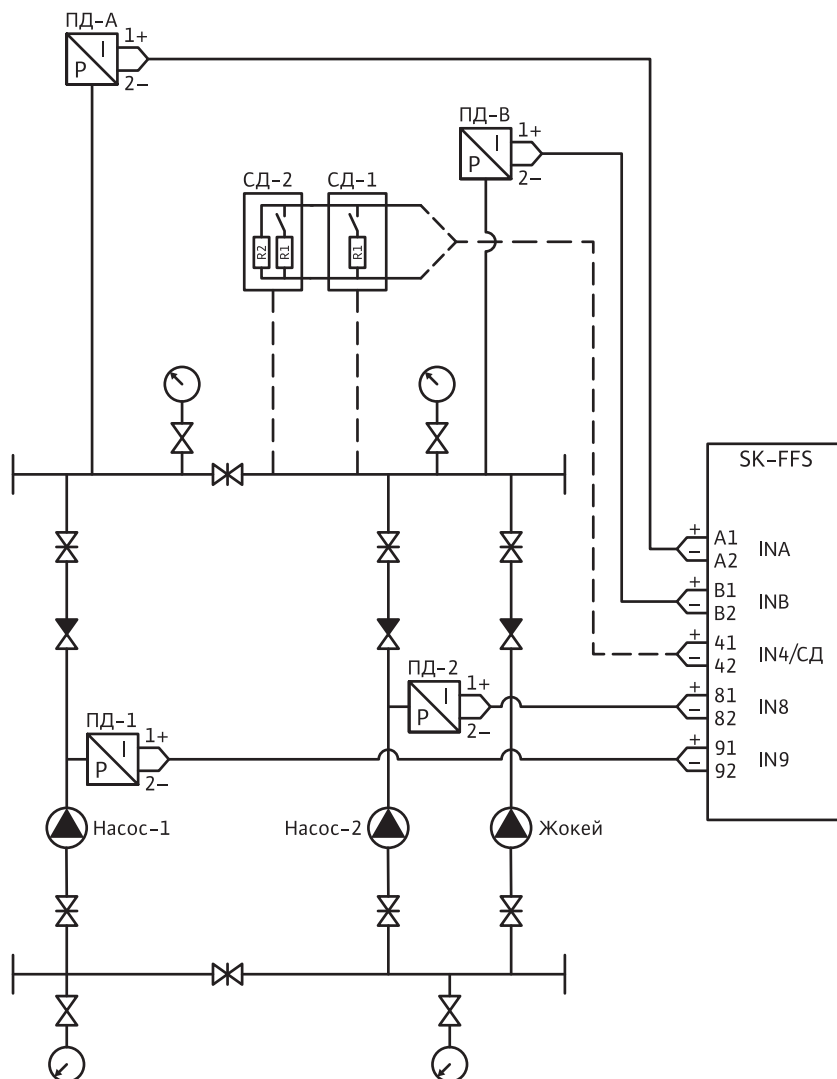 ПД-А
1+
I
P
2−
ПД-В
1+
I
P
2−
СД-2
СД-1
R2
R1
R1
SK-FFS
+
A1
−
A2
INA
+
B1
−
B2
INB
+
41
−
42
IN4/СД
+
81
−
82
IN8
+
91
−
92
IN9
ПД-2
1+
I
P
2−
ПД-1
1+
I
P
2−
Насос-1
Насос-2
Жокей